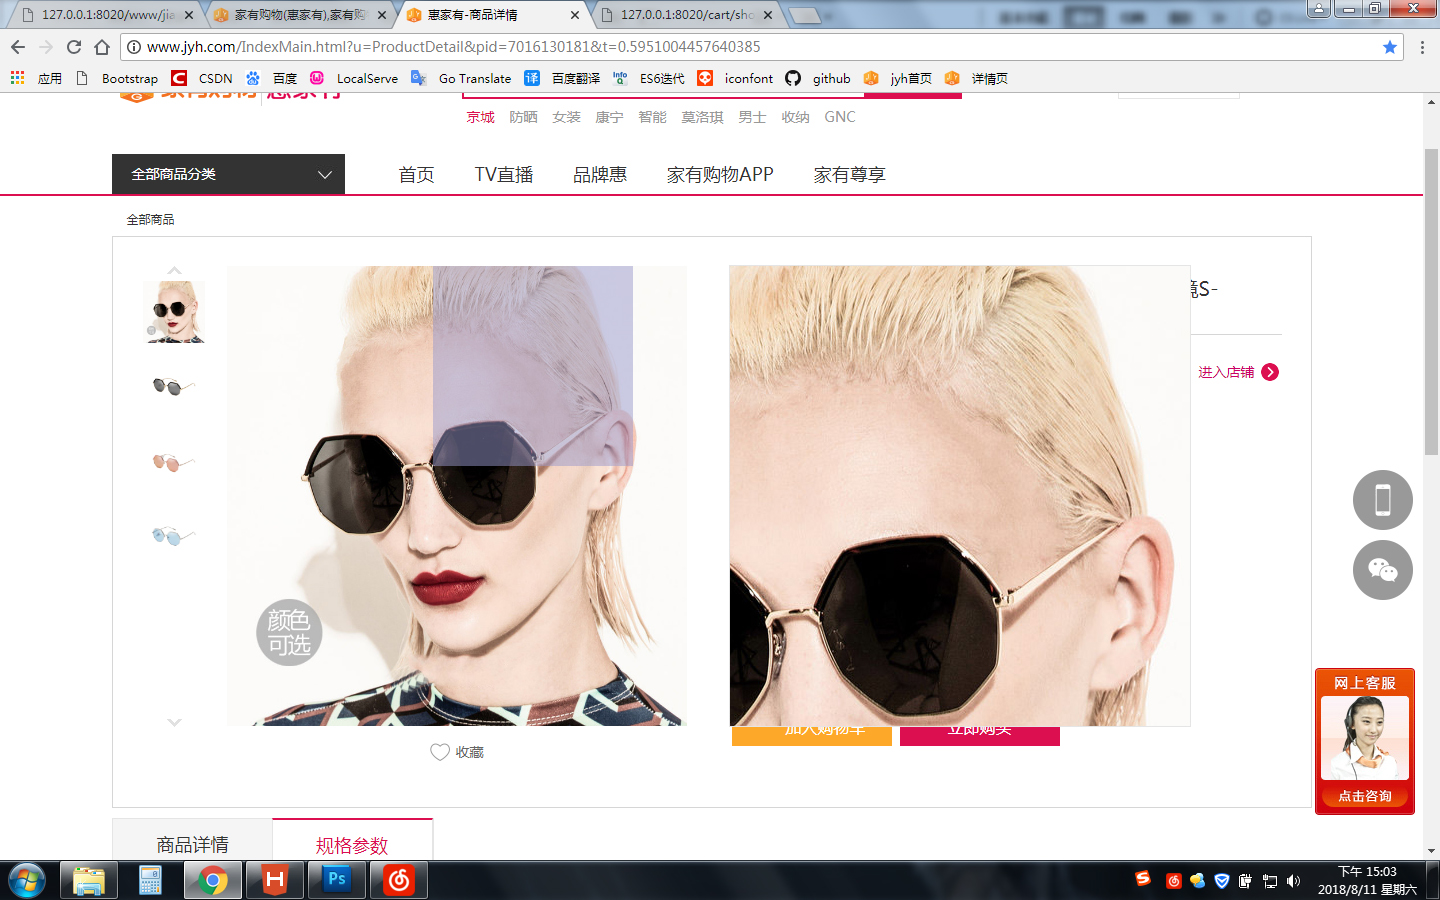 127.0.0.1:8020/www/jia
家有购物(惠家有),家有购
惠家有-商品详情
127.0.0.1:8020/cart/sho
www.jyh.com/IndexMain.html?u=ProductDetail&pid=7016130181&t=0.5951004457640385
应用
Bootstrap
CSDN
百度
LocalServe
Go Translate
百度翻译
ES6迭代
iconfont
github
jyh首页
详情页
京城 防晒 女装 康宁 智能 莫洛琪 男士 收纳 GNC
全部商品分类
首页
TV直播
品牌惠
家有购物APP
家有尊享
全部商品
镜S-
进入店铺
颜色
可选
加入购物车
立即购买
收藏
网上客服
点击咨询
商品详情
规格参数
下午 15:03
2018/8/11 星期六